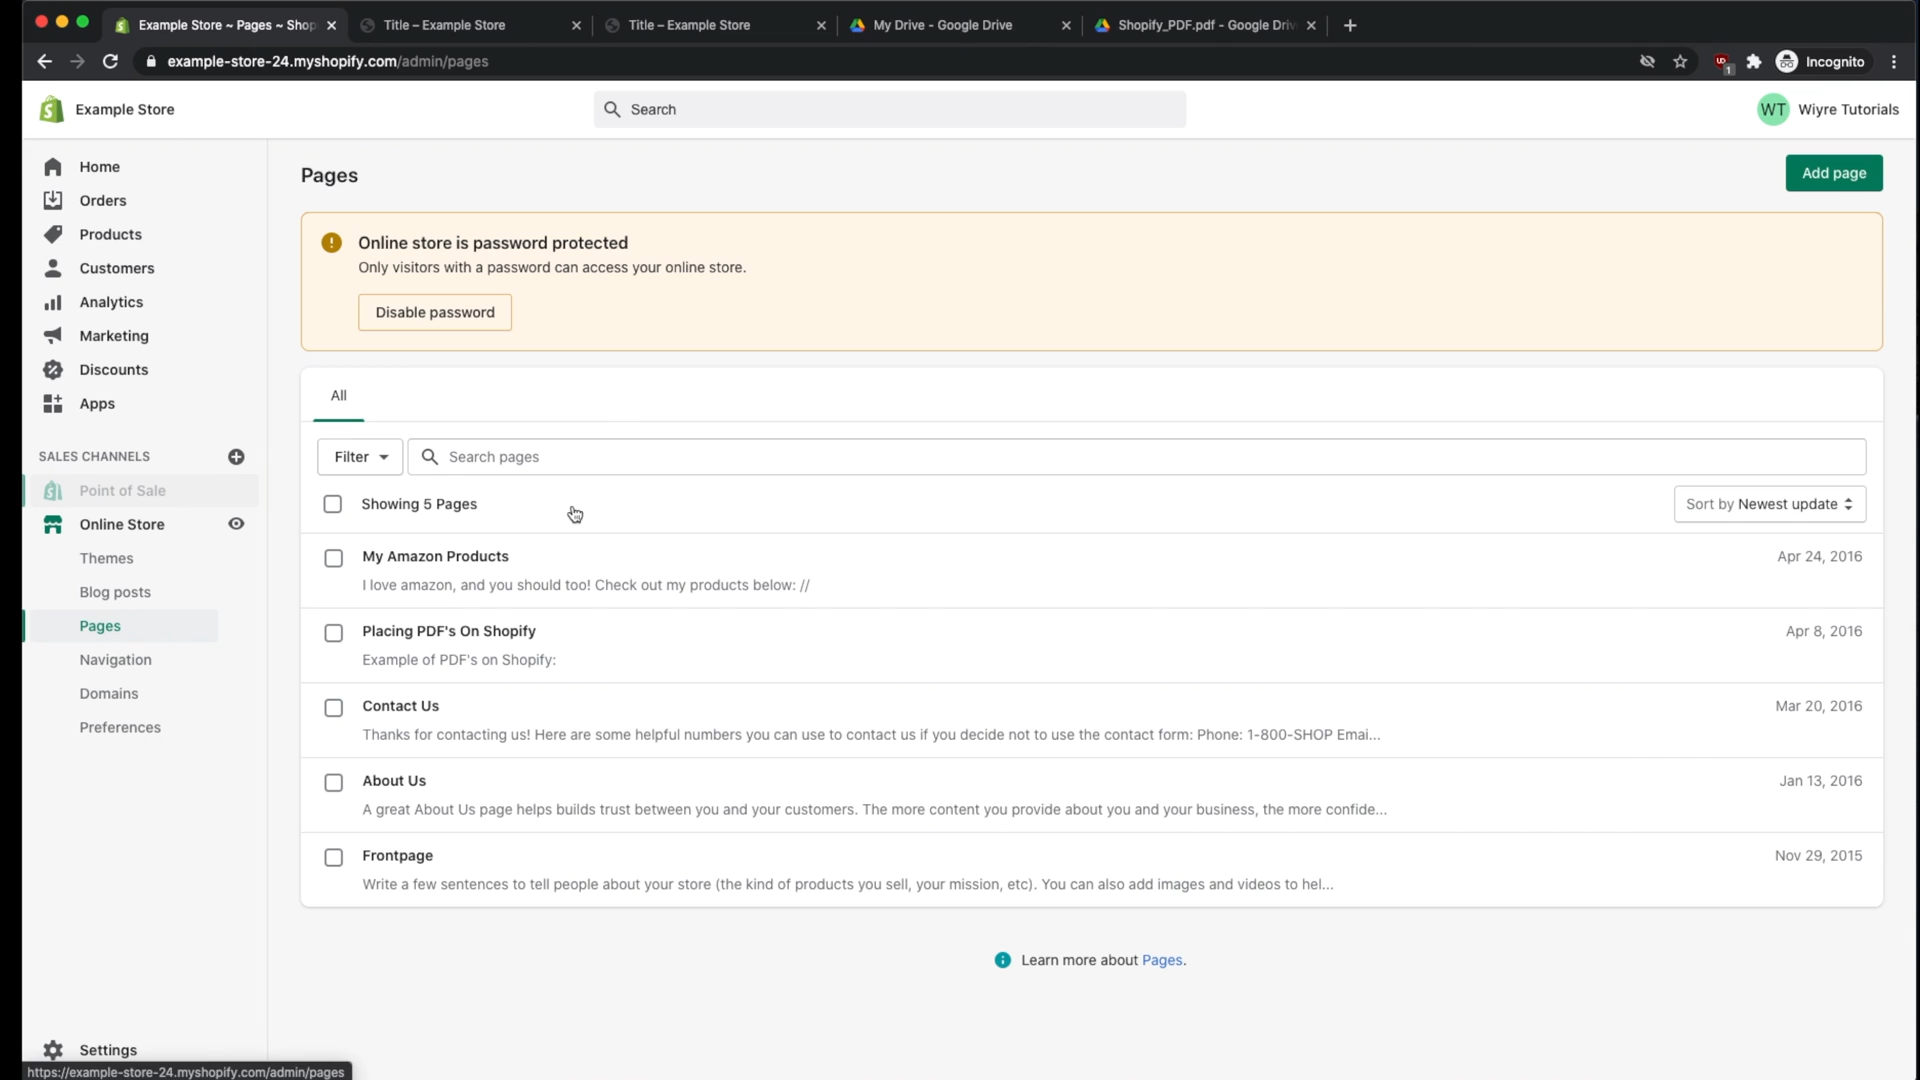 Example Store ~ Pages ~ Shop
Title – Example Store
Title – Example Store
My Drive - Google Drive
Shopify_PDF.pdf - Google Driv
example-store-24.myshopify.com/admin/pages
1
Incognito
Example Store
Search
WT
Wiyre Tutorials
Home
Orders
Products
Customers
Analytics
Marketing
Discounts
Apps
SALES CHANNELS
Point of Sale
Online Store
Themes
Blog posts
Pages
Navigation
Domains
Preferences
Settings
https://example-store-24.myshopify.com/admin/pages
Pages
Add page
Online store is password protected
Only visitors with a password can access your online store.
Disable password
All
Filter
Search pages
Showing 5 Pages
Sort by Newest update
My Amazon Products
Apr 24, 2016
I love amazon, and you should too! Check out my products below: //
Placing PDF's On Shopify
Apr 8, 2016
Example of PDF's on Shopify:
Contact Us
Mar 20, 2016
Thanks for contacting us! Here are some helpful numbers you can use to contact us if you decide not to use the contact form: Phone: 1-800-SHOP Emai...
About Us
Jan 13, 2016
A great About Us page helps builds trust between you and your customers. The more content you provide about you and your business, the more confide...
Frontpage
Nov 29, 2015
Write a few sentences to tell people about your store (the kind of products you sell, your mission, etc). You can also add images and videos to hel...
Learn more about Pages.